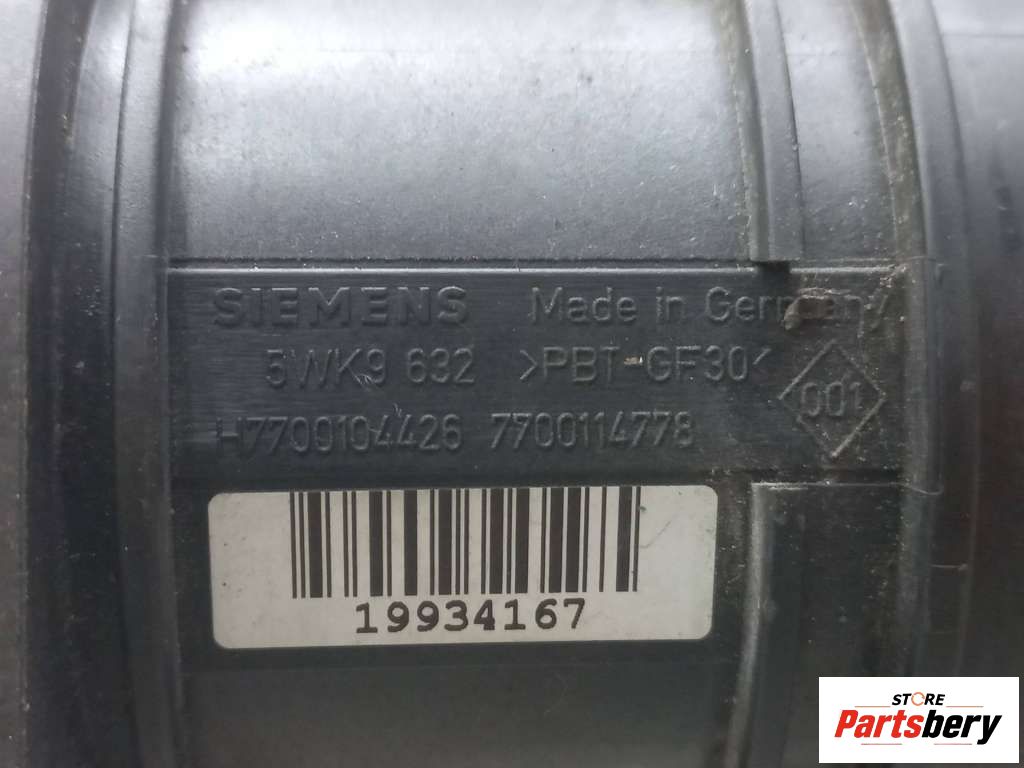 SIEMENS Made in Germany
5WK9 632 >PBT-GF30<
001
H7700104426 7700114778
19934167
STORE
Partsbery